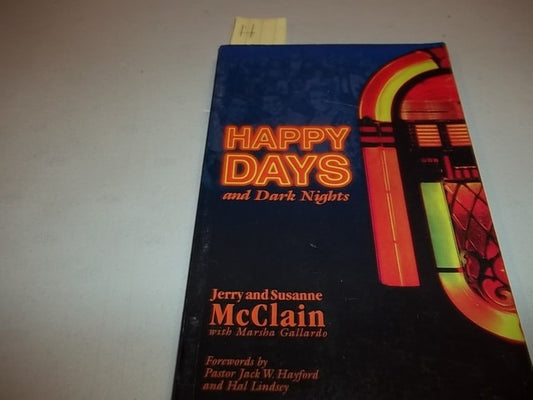 HAPPY
DAYS
and Dark Nights
Jerry and Susanne
McClain
with Marsha Gallardo
Forewords by
Pastor Jack W. Hayford
and Hal Lindsey